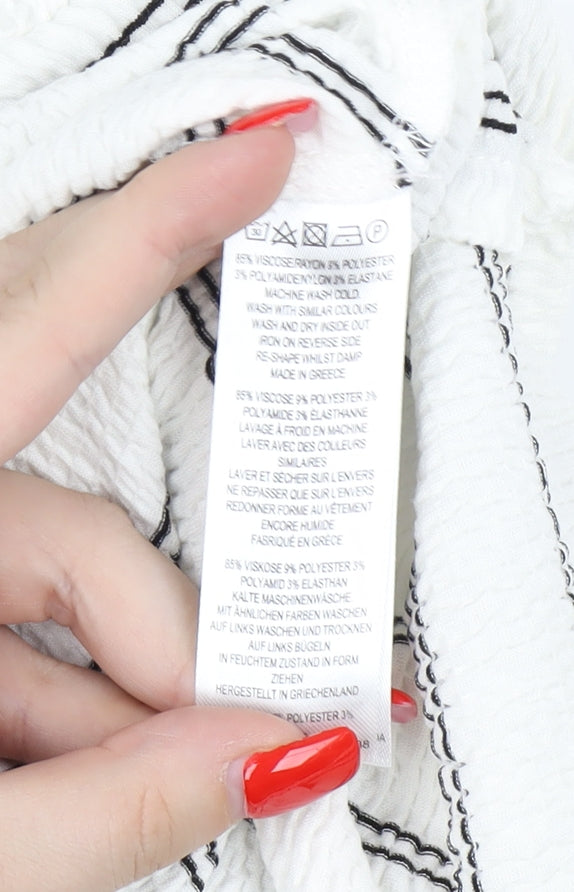 30 P
85% VISCOSE/RAYON 9% POLYESTER
3% POLYAMIDE/NYLON 3% ELASTANE
MACHINE WASH COLD.
WASH WITH SIMILAR COLOURS
WASH AND DRY INSIDE OUT
IRON ON REVERSE SIDE
RE-SHAPE WHILST DAMP
MADE IN GREECE
85% VISCOSE 9% POLYESTER 3%
POLYAMIDE 3% ÉLASTHANNE
LAVAGE À FROID EN MACHINE
LAVER AVEC DES COULEURS
SIMILAIRES
LAVER ET SÉCHER SUR L'ENVERS
NE REPASSER QUE SUR L'ENVERS
REDONNER FORME AU VÊTEMENT
ENCORE HUMIDE
FABRIQUÉ EN GRÈCE
85% VISKOSE 9% POLYESTER 3%
POLYAMID 3% ELASTHAN
KALTE MASCHINENWÄSCHE
MIT ÄHNLICHEN FARBEN WASCHEN
AUF LINKS WASCHEN UND TROCKNEN
AUF LINKS BÜGELN
IN FEUCHTEM ZUSTAND IN FORM
ZIEHEN
HERGESTELLT IN GRIECHENLAND
POLYESTER 3%
IA